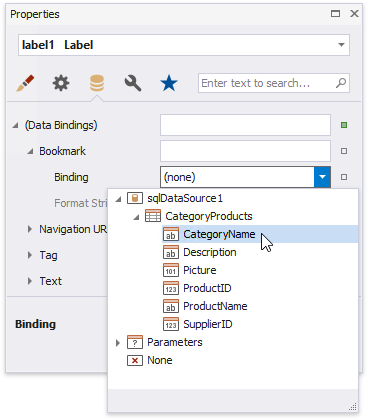 Properties
label1 Label
Enter text to search...
(Data Bindings)
Bookmark
Binding (none)
Format Stri
sqlDataSource1
CategoryProducts
Navigation UR
ab CategoryName
ab Description
Tag
101 Picture
Text
123 ProductID
ab ProductName
Binding
123 SupplierID
? Parameters
None